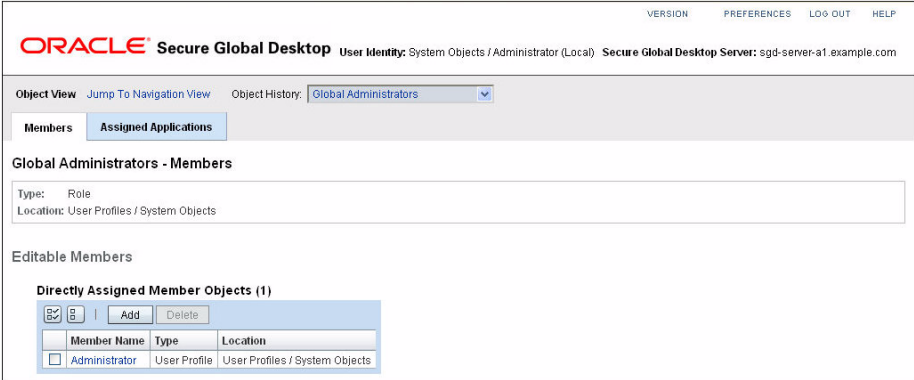 VERSION PREFERENCES LOG OUT HELP
ORACLE® Secure Global Desktop User Identity: System Objects / Administrator (Local) Secure Global Desktop Server: sgd-server-a1.example.com
Object View Jump To Navigation View Object History: Global Administrators
Members Assigned Applications
Global Administrators - Members
Type: Role
Location: User Profiles / System Objects
Editable Members
Directly Assigned Member Objects (1)
Add Delete
Member Name Type Location
Administrator User Profile User Profiles / System Objects